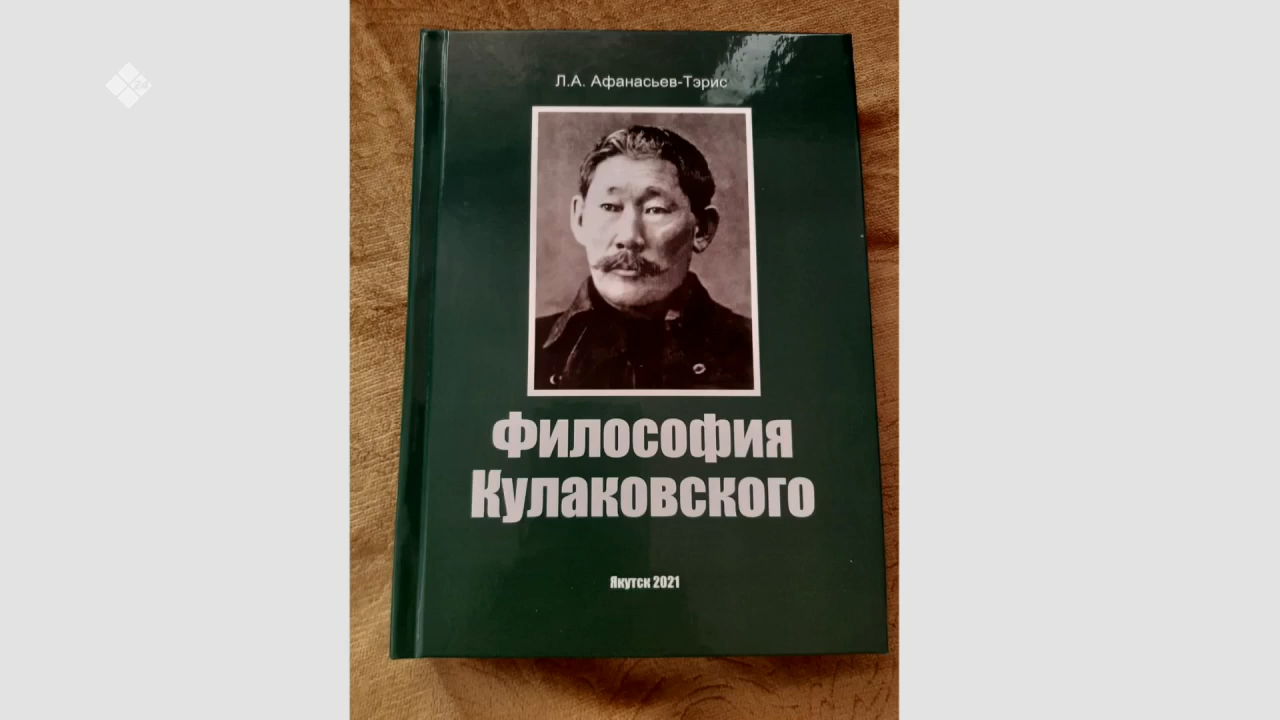 Л.А. Афанасьев-Тэрис
Философия
Кулаковского
Якутск 2021